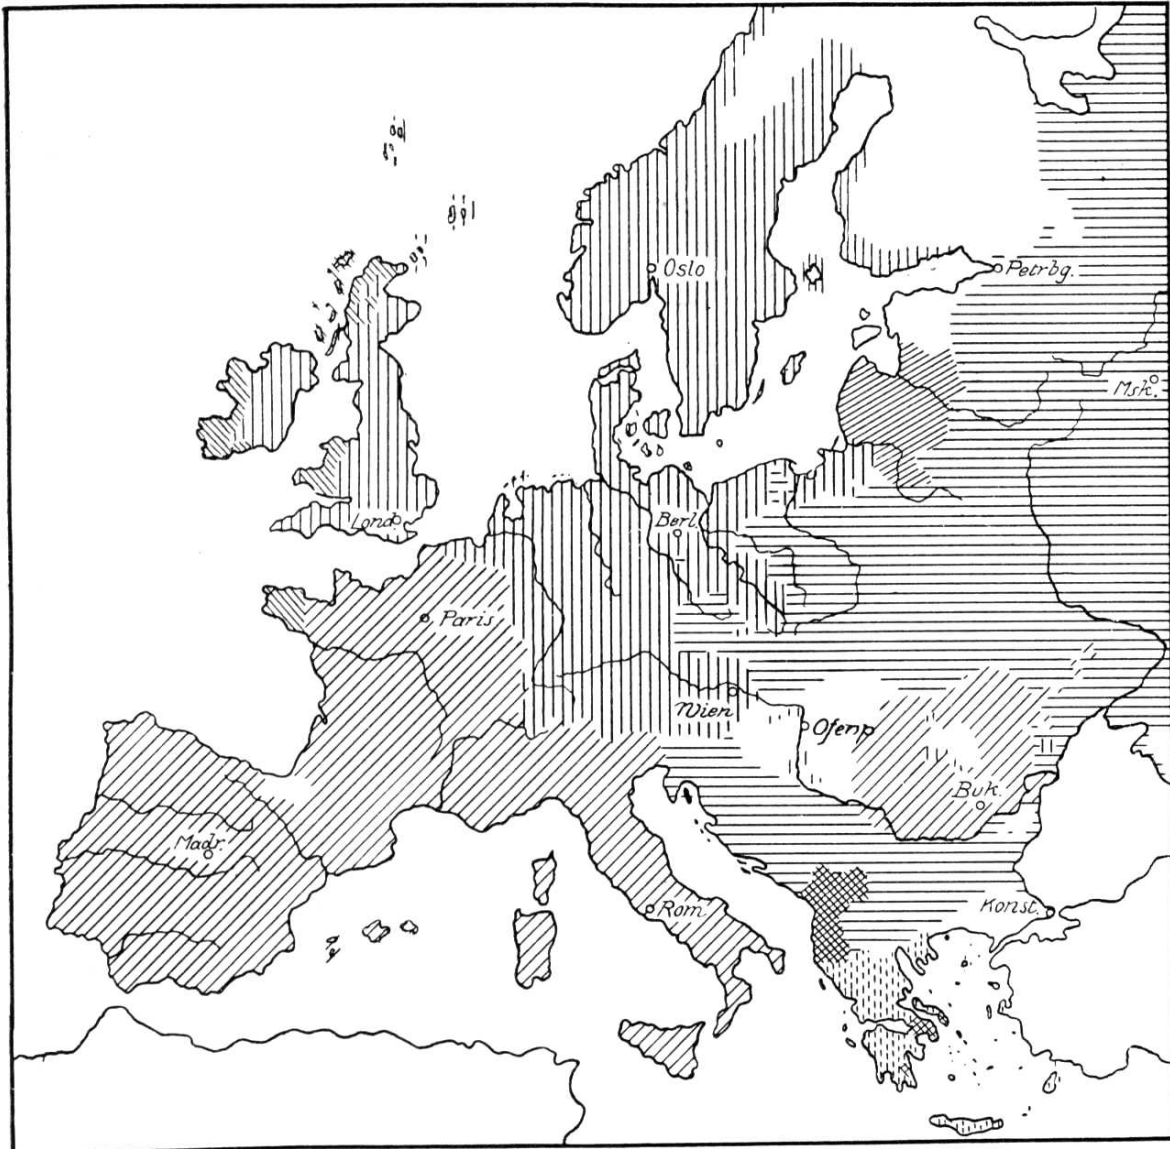 Oslo
Petrbg.
Msk.
Lond.
Berl.
Paris
Wien
Ofenp
Buk.
Madr.
Rom.
Konst.